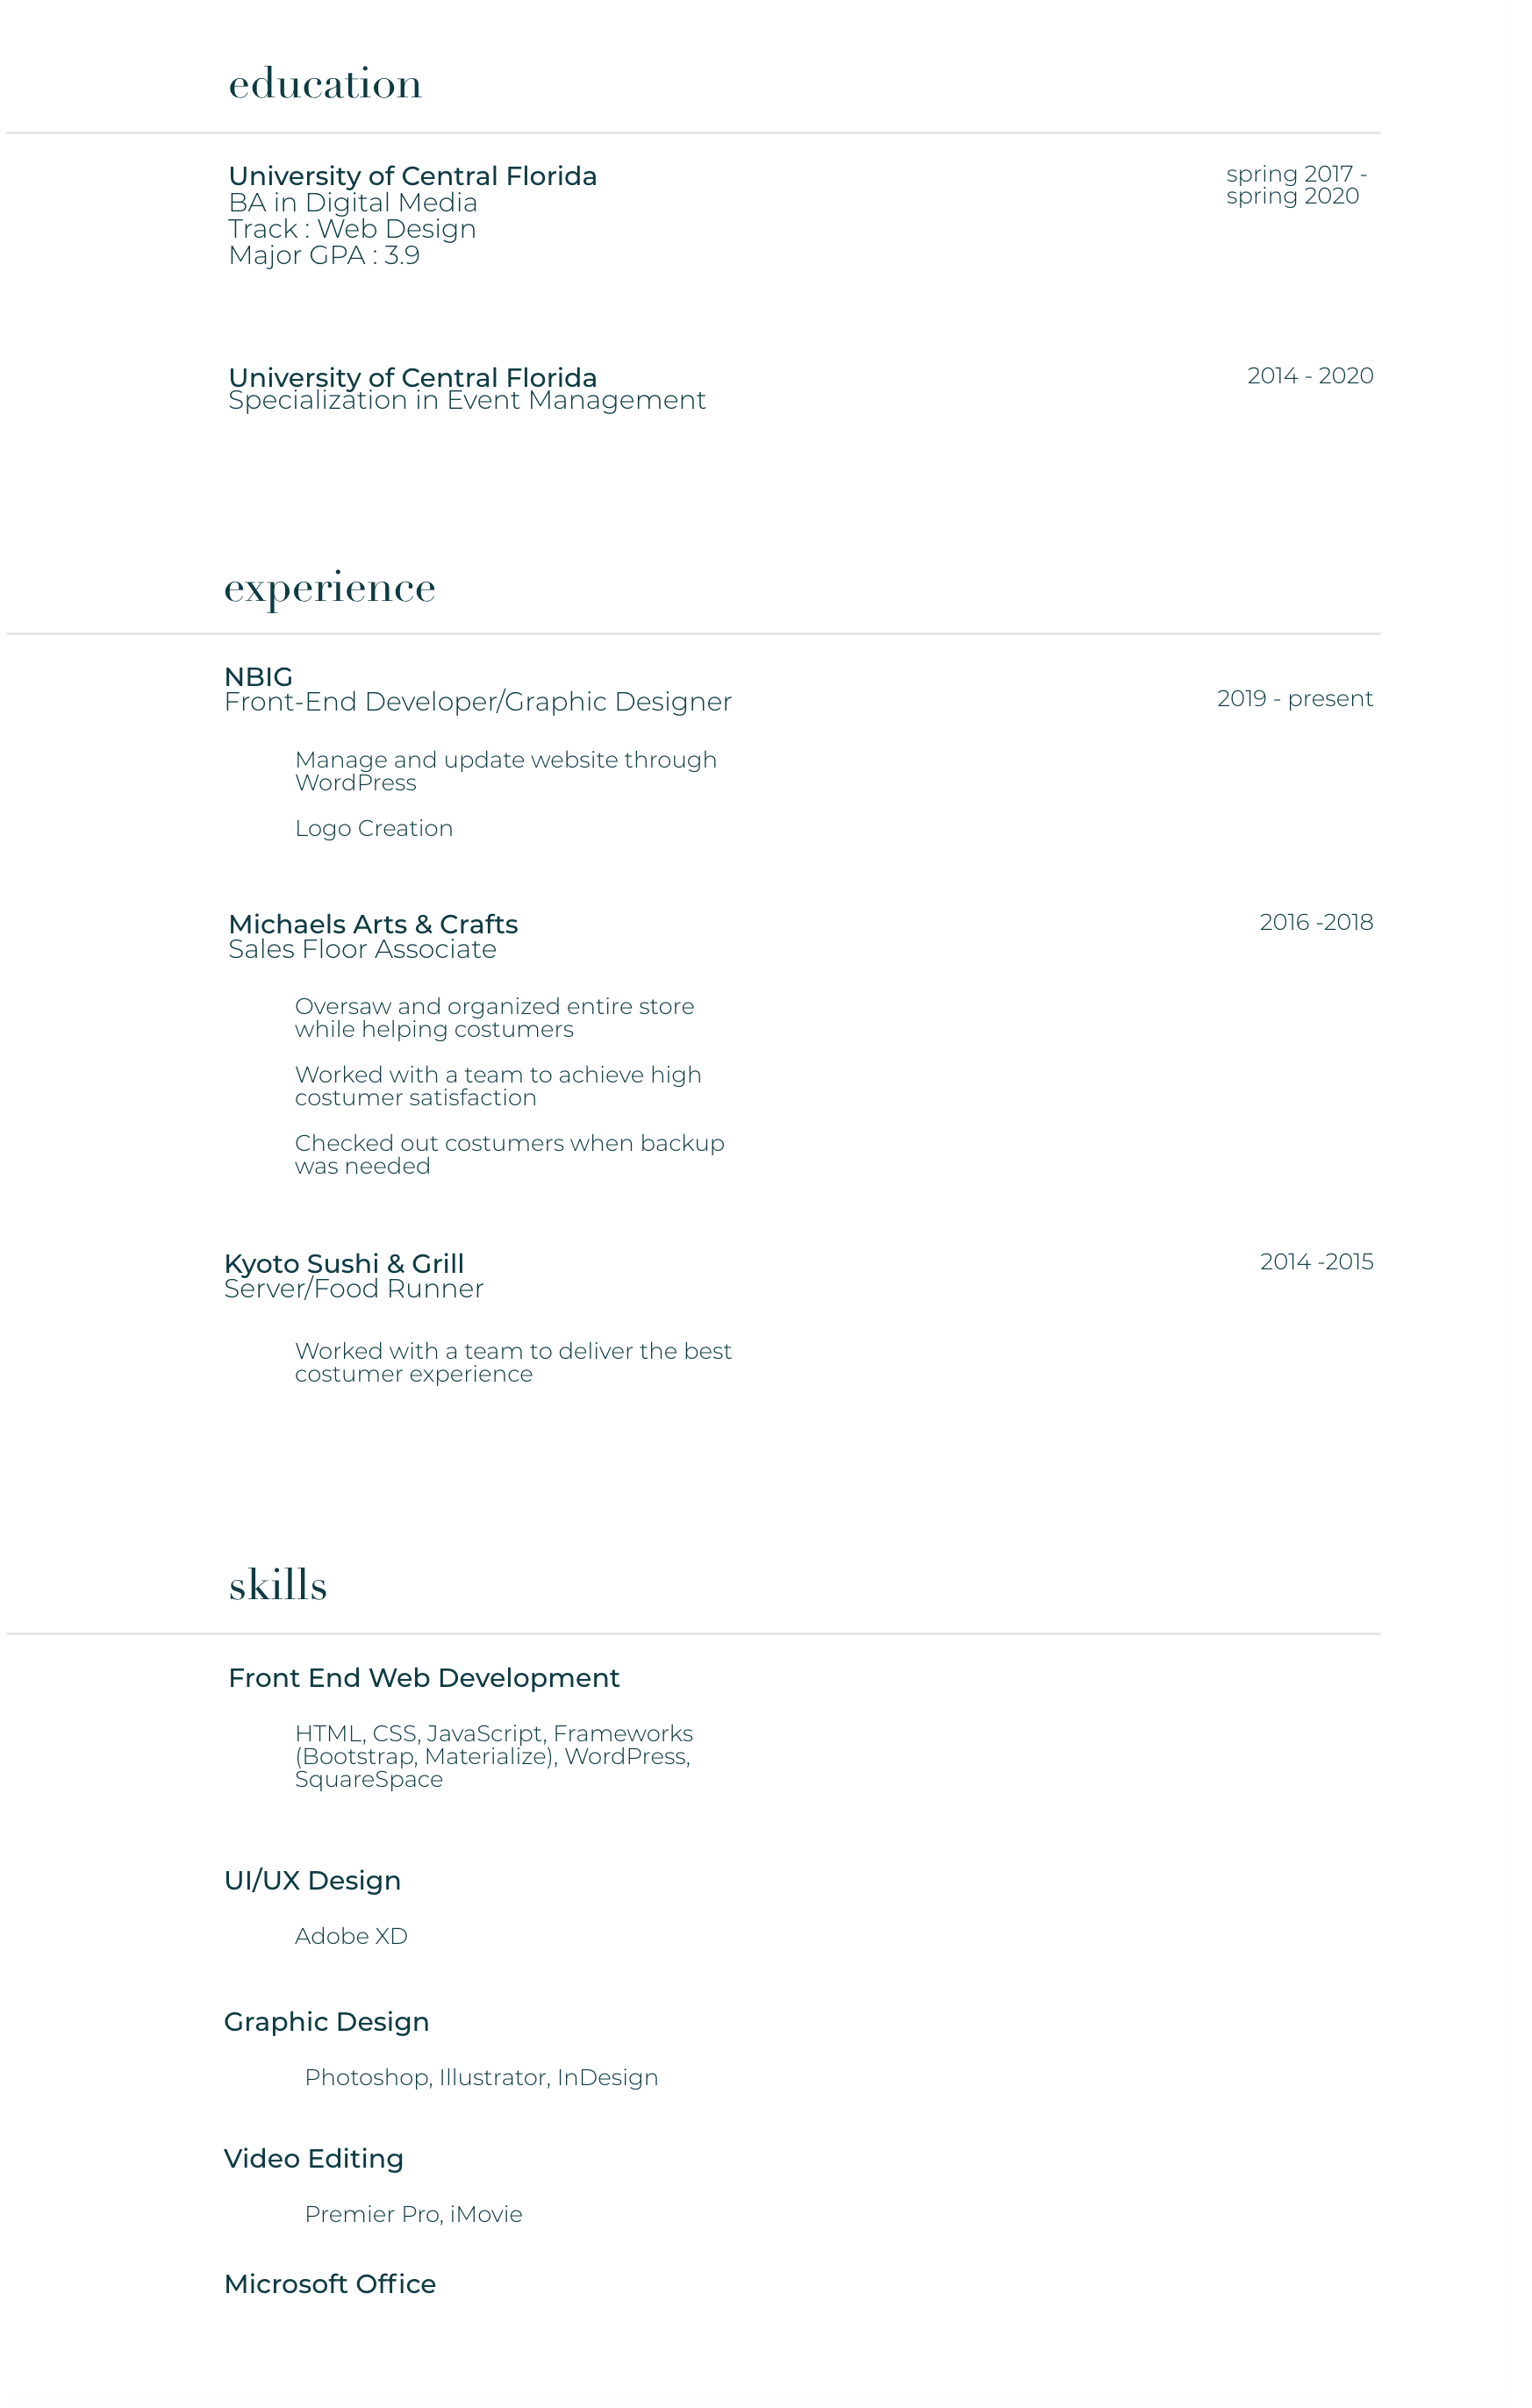 education
University of Central Florida
BA in Digital Media
Track : Web Design
Major GPA : 3.9
spring 2017 -
spring 2020
University of Central Florida
Specialization in Event Management
2014 - 2020
experience
NBIG
Front-End Developer/Graphic Designer
2019 - present
Manage and update website through
WordPress
Logo Creation
Michaels Arts & Crafts
Sales Floor Associate
2016 -2018
Oversaw and organized entire store
while helping costumers
Worked with a team to achieve high
costumer satisfaction
Checked out costumers when backup
was needed
Kyoto Sushi & Grill
Server/Food Runner
2014 -2015
Worked with a team to deliver the best
costumer experience
skills
Front End Web Development
HTML, CSS, JavaScript, Frameworks
(Bootstrap, Materialize), WordPress,
SquareSpace
UI/UX Design
Adobe XD
Graphic Design
Photoshop, Illustrator, InDesign
Video Editing
Premier Pro, iMovie
Microsoft Office